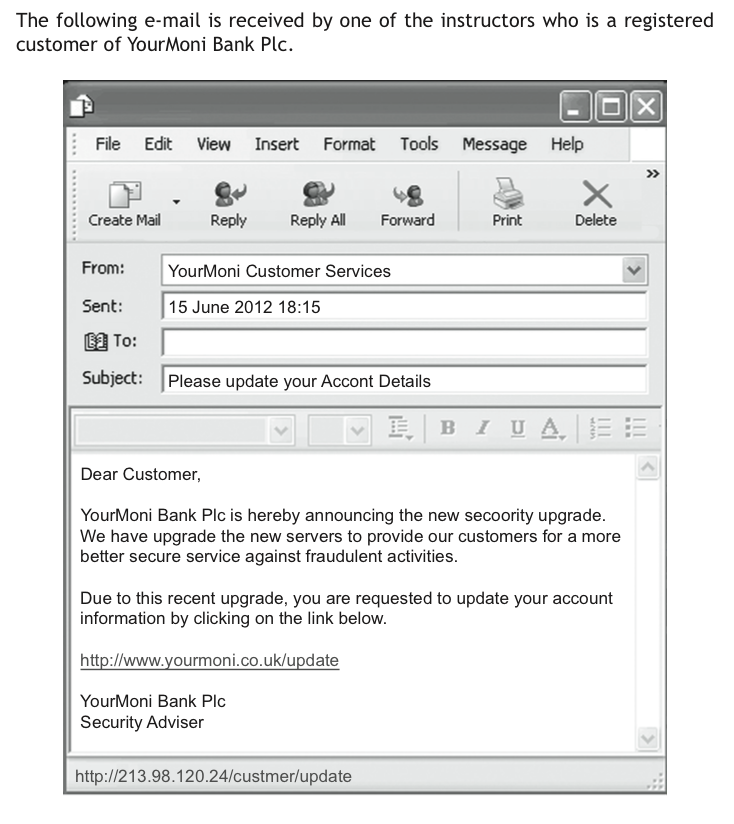 The following e-mail is received by one of the instructors who is a registered
customer of YourMoni Bank Plc.
File Edit View Insert Format Tools Message Help
Create Mail Reply Reply All Forward Print Delete
From: YourMoni Customer Services
Sent: 15 June 2012 18:15
To:
Subject: Please update your Accont Details
B I U A
Dear Customer,
YourMoni Bank Plc is hereby announcing the new secoority upgrade.
We have upgrade the new servers to provide our customers for a more
better secure service against fraudulent activities.
Due to this recent upgrade, you are requested to update your account
information by clicking on the link below.
http://www.yourmoni.co.uk/update
YourMoni Bank Plc
Security Adviser
http://213.98.120.24/custmer/update